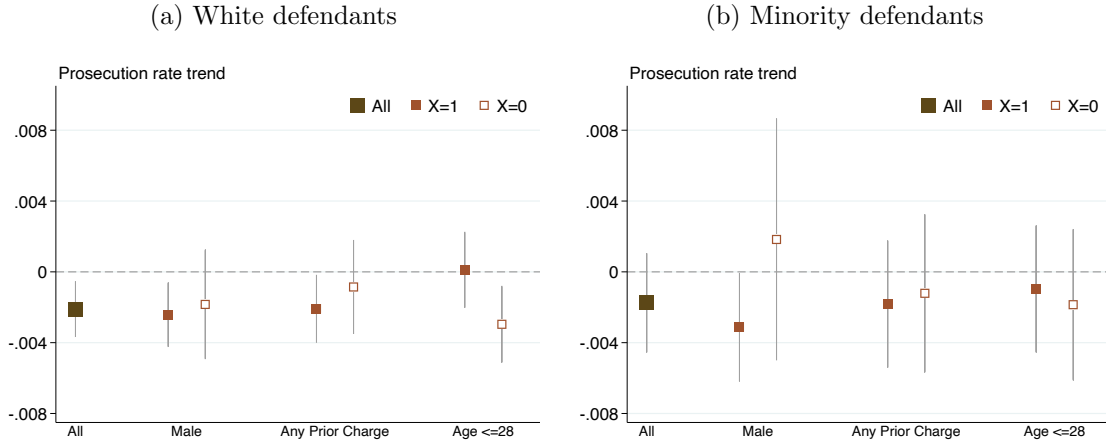 (a) White defendants
Prosecution rate trend
All X=1 X=0
.008
.004
0
-.004
-.008
All Male Any Prior Charge Age <=28
(b) Minority defendants
Prosecution rate trend
All X=1 X=0
.008
.004
0
-.004
-.008
All Male Any Prior Charge Age <=28